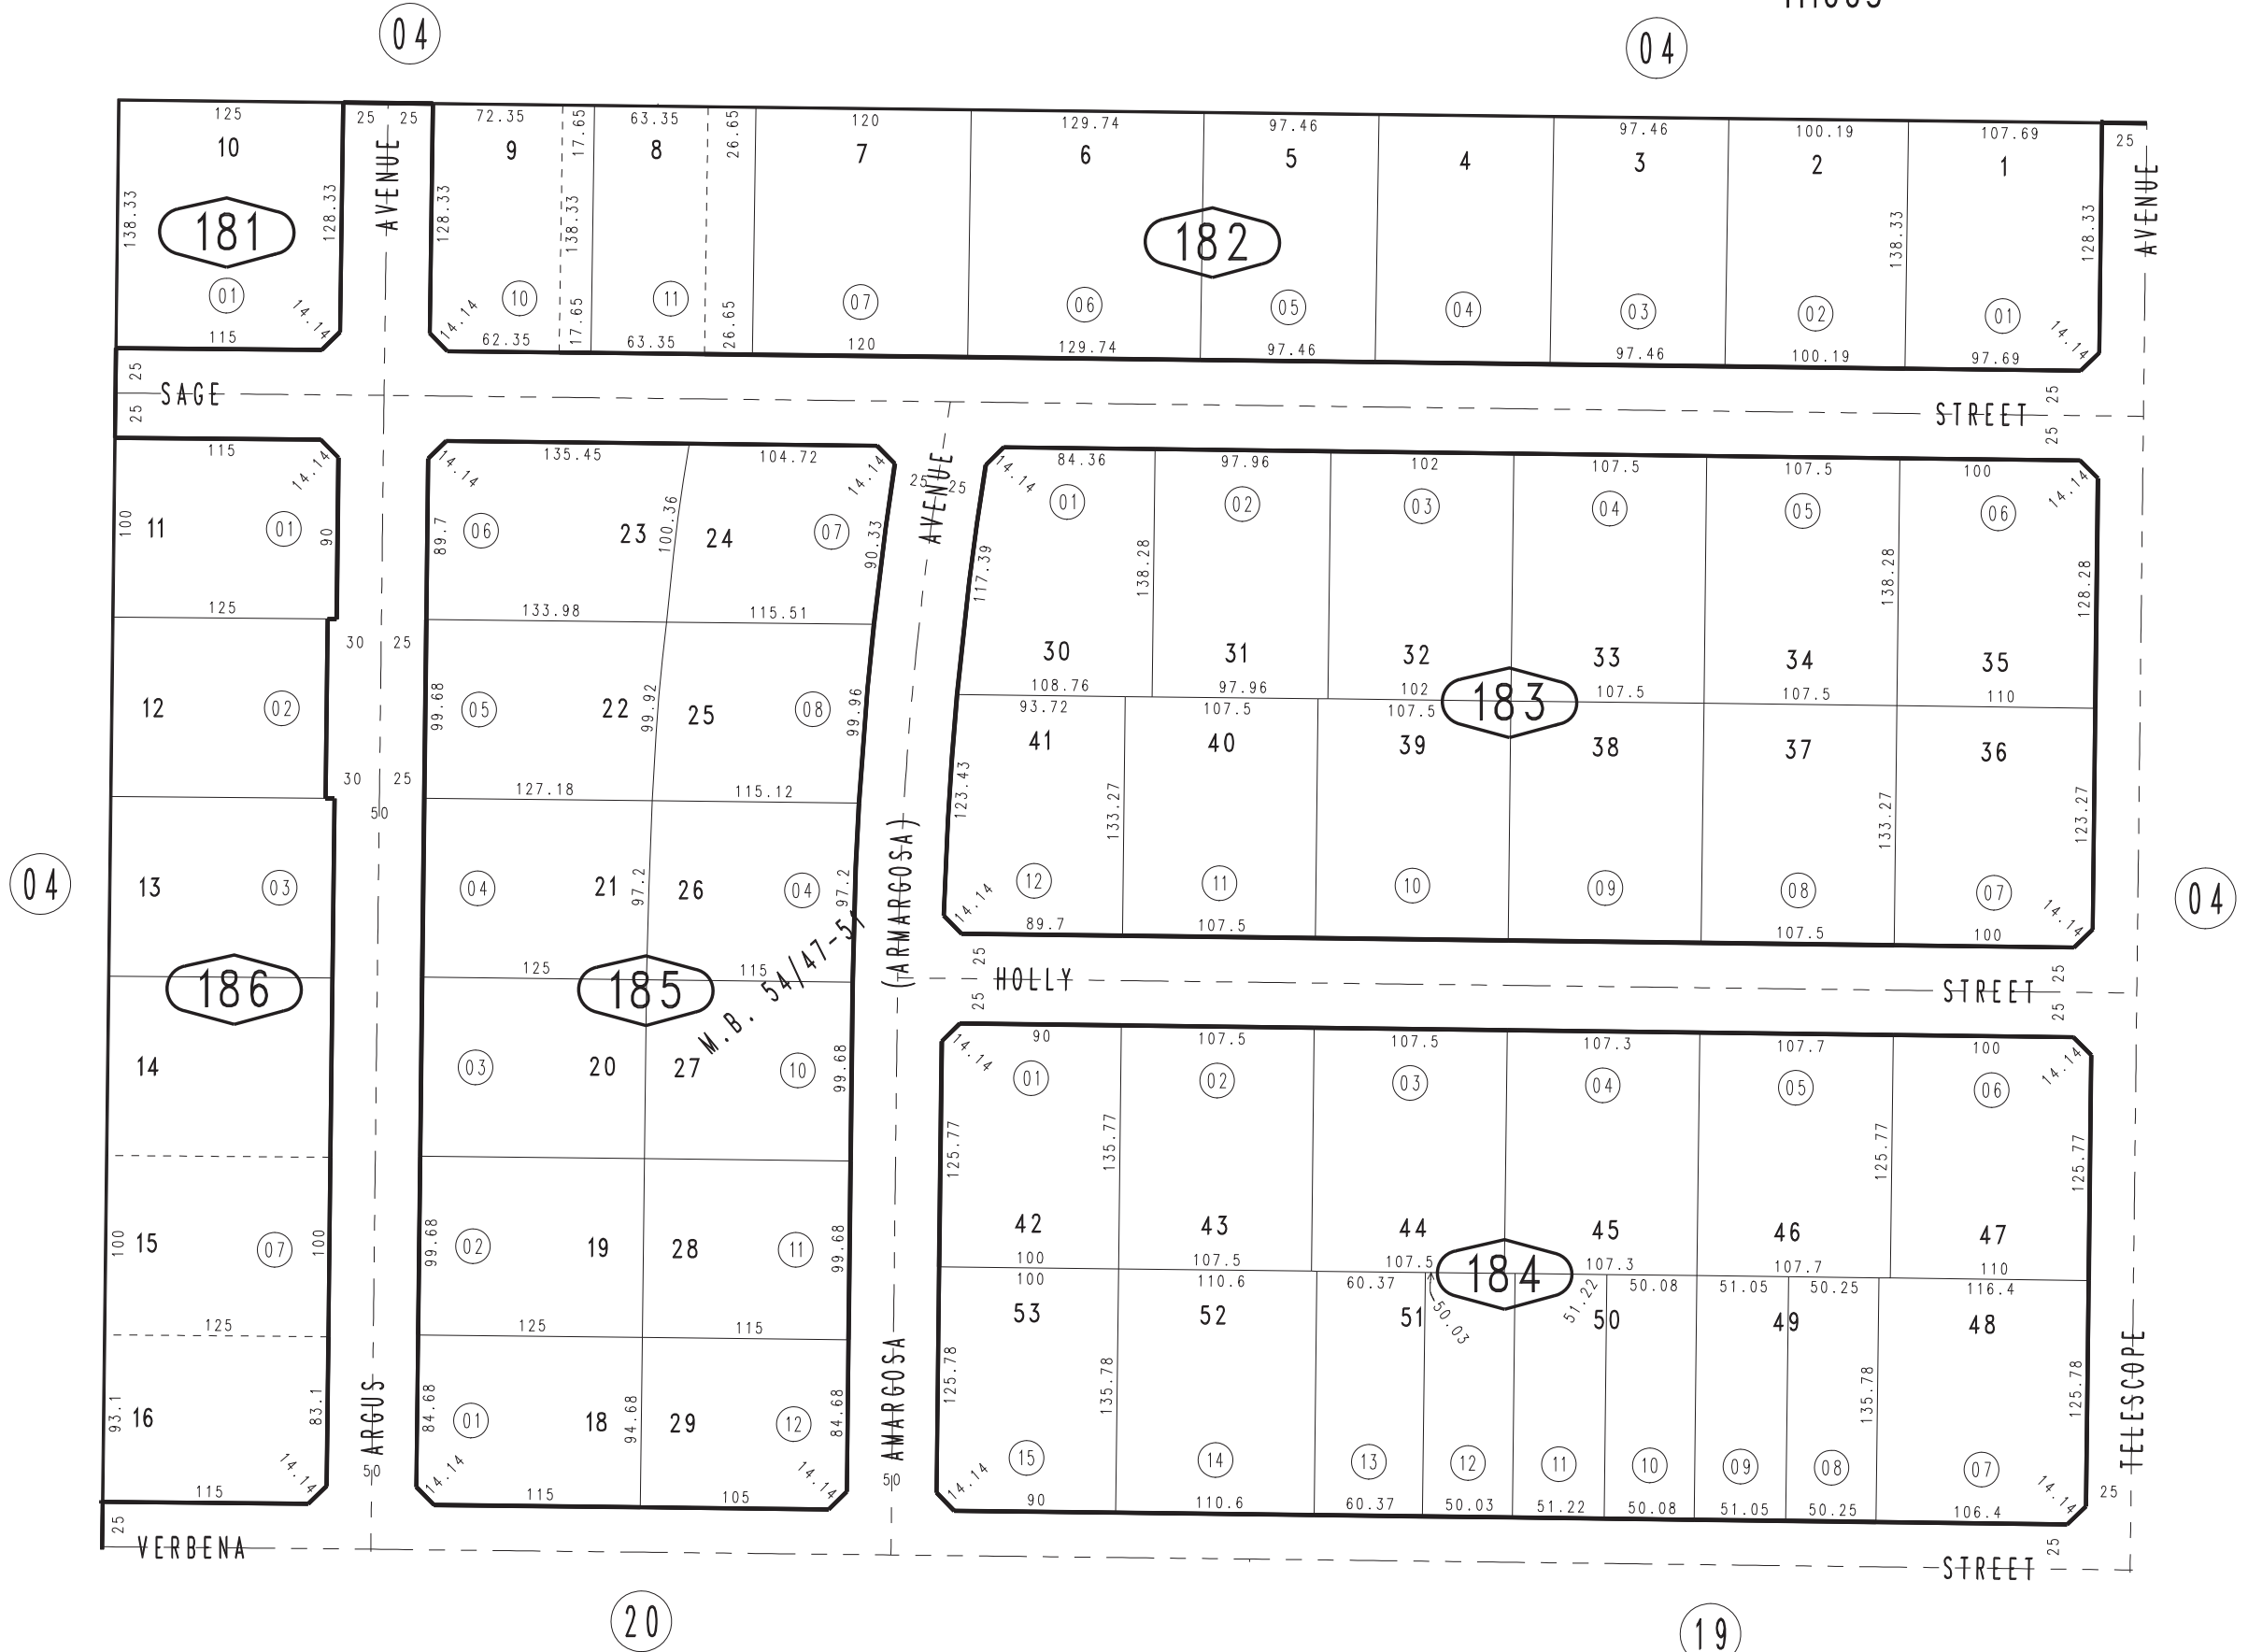 04 04
125 25 25 72.35 17.65 63.35 26.65 120 129.74 97.46 97.46 100.19 107.69 25
10 9 8 7 6 5 4 3 2 1
AVENUE AVENUE
138.33 128.33 128.33 138.33 138.33 128.33
181 182
01 10 11 07 06 05 04 03 02 01
14.14 14.14 14.14
115 62.35 17.65 63.35 26.65 120 129.74 97.46 97.46 100.19 97.69
25 25
SAGE STREET
25 25
115 135.45 104.72 84.36 97.96 102 107.5 107.5 100
14.14 14.14 14.14 14.14 14.14
AVENUE
25 25
01 02 03 04 05 06
100 11 01 90 89.7 06 23 100.36 24 07 90.33
117.39 138.28 138.28 128.28
125 133.98 115.51
30 25
30 31 32 33 34 35
108.76 97.96 102 107.5 107.5 110
183
12 02 99.68 05 22 99.92 25 08 99.96
93.72 107.5 107.5
41 40 39 38 37 36
30 25
50
127.18 115.12
123.43 133.27 133.27 123.27
04 13 03 04 21 97.2 26 04 97.2 04
12 11 10 09 08 07
14.14 14.14
89.7 107.5 107.5 100
(ARMARGOSA)
M.B. 54/47-51
186 125 185 115
25 25
HOLLY STREET
25 25
90 107.5 107.5 107.3 107.7 100
14.14 14.14
14 03 20 27 10 99.68
01 02 03 04 05 06
125.77 135.77 125.77 125.77
42 43 44 45 46 47
100 107.5 107.5 107.3 107.7 110
184
100 15 07 100 99.68 02 19 28 11 99.68
100 110.6 60.37 50.03 51.22 50.08 51.05 50.25 116.4
53 52 51 50 49 48
125 125 115
125.78 135.78 135.78 125.78
93.1 16 83.1 84.68 01 18 94.68 29 12 84.68
ARGUS AMARGOSA TELESCOPE
15 14 13 12 11 10 09 08 07
14.14 14.14 14.14 14.14 14.14
50 50 25
115 115 105 90 110.6 60.37 50.03 51.22 50.08 51.05 50.25 106.4
25 25
VERBENA STREET
20 19